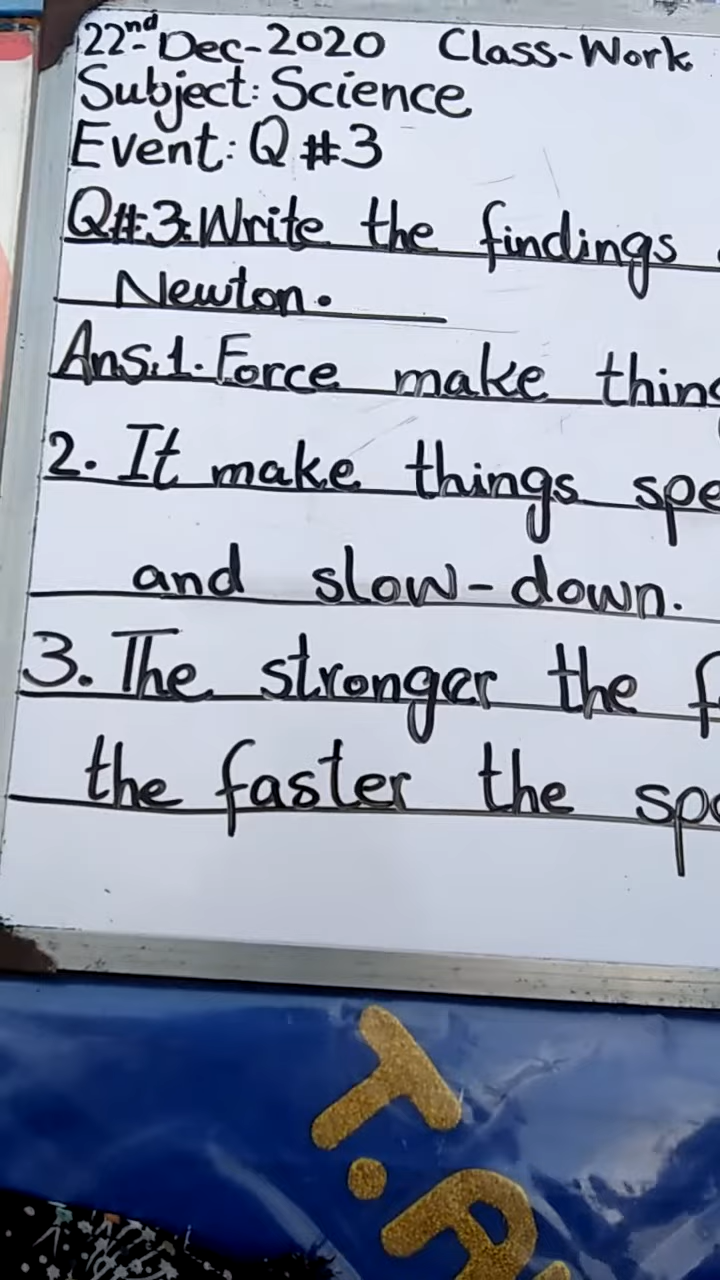 22nd Dec-2020 Class-Work
Subject: Science
Event: Q #3
Q#3: Write the findings
Newton.
Ans.1. Force make
2. It make things
and slow-down.
3. The stronger the
the faster the
T.